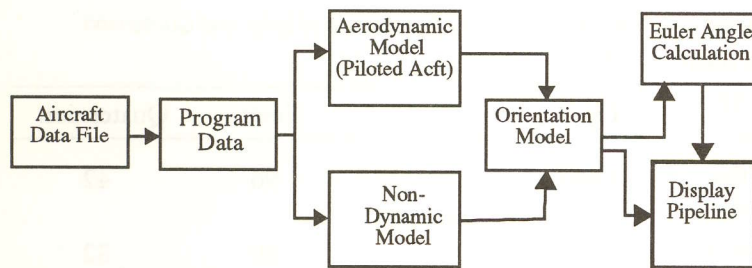 Aircraft
Data File
Program
Data
Aerodynamic
Model
(Piloted Acft)
Non-
Dynamic
Model
Orientation
Model
Euler Angle
Calculation
Display
Pipeline